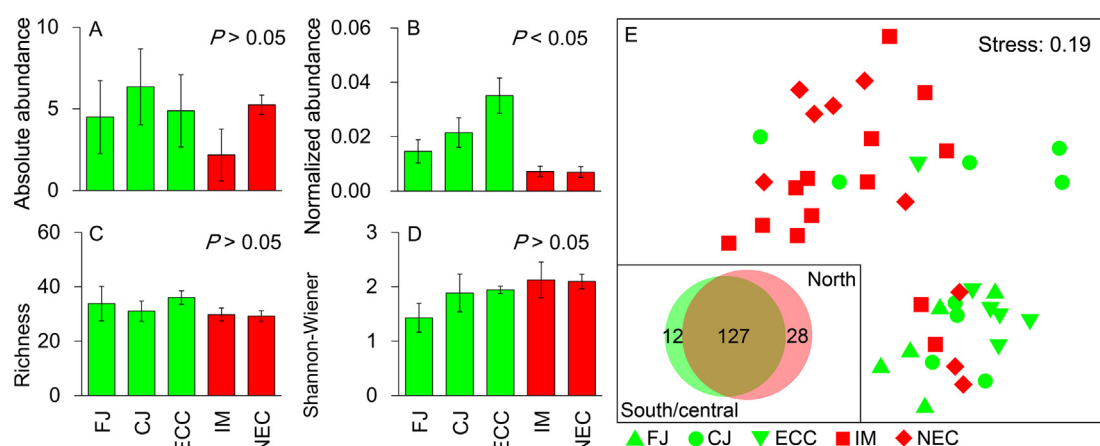 A
P > 0.05
Absolute abundance
10
5
0
B
P < 0.05
Normalized abundance
0.06
0.04
0.02
0.00
C
P > 0.05
Richness
60
40
20
0
FJ
CJ
ECC
IM
NEC
D
P > 0.05
Shannon-Wiener
3
2
1
0
FJ
CJ
ECC
IM
NEC
E
Stress: 0.19
North
12
127
28
South/central
FJ CJ ECC IM NEC